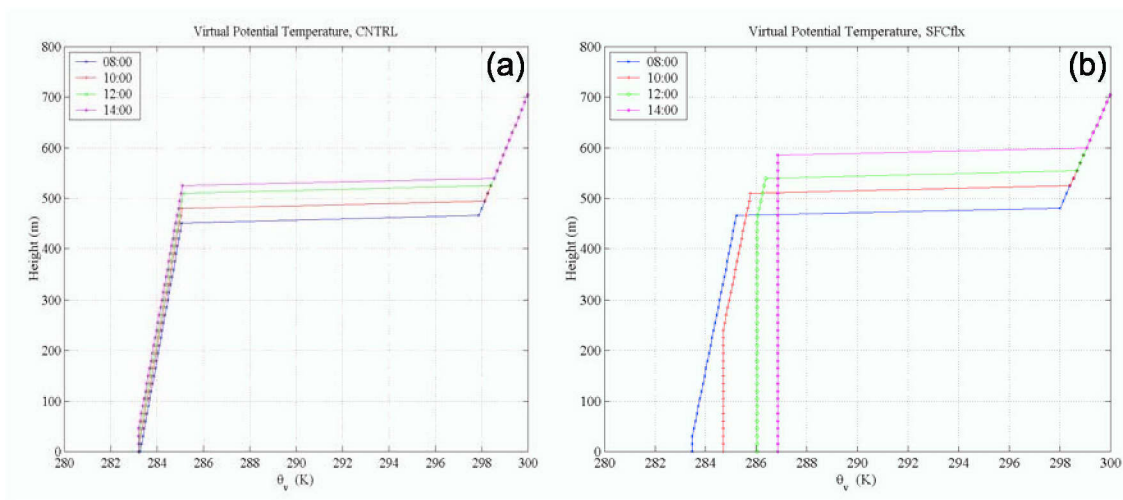 Virtual Potential Temperature, CNTRL
800
700
600
500
400
300
200
100
0
Height (m)
08:00
10:00
12:00
14:00
(a)
280 282 284 286 288 290 292 294 296 298 300
θv (K)
Virtual Potential Temperature, SFCflx
800
700
600
500
400
300
200
100
0
Height (m)
08:00
10:00
12:00
14:00
(b)
280 282 284 286 288 290 292 294 296 298 300
θv (K)